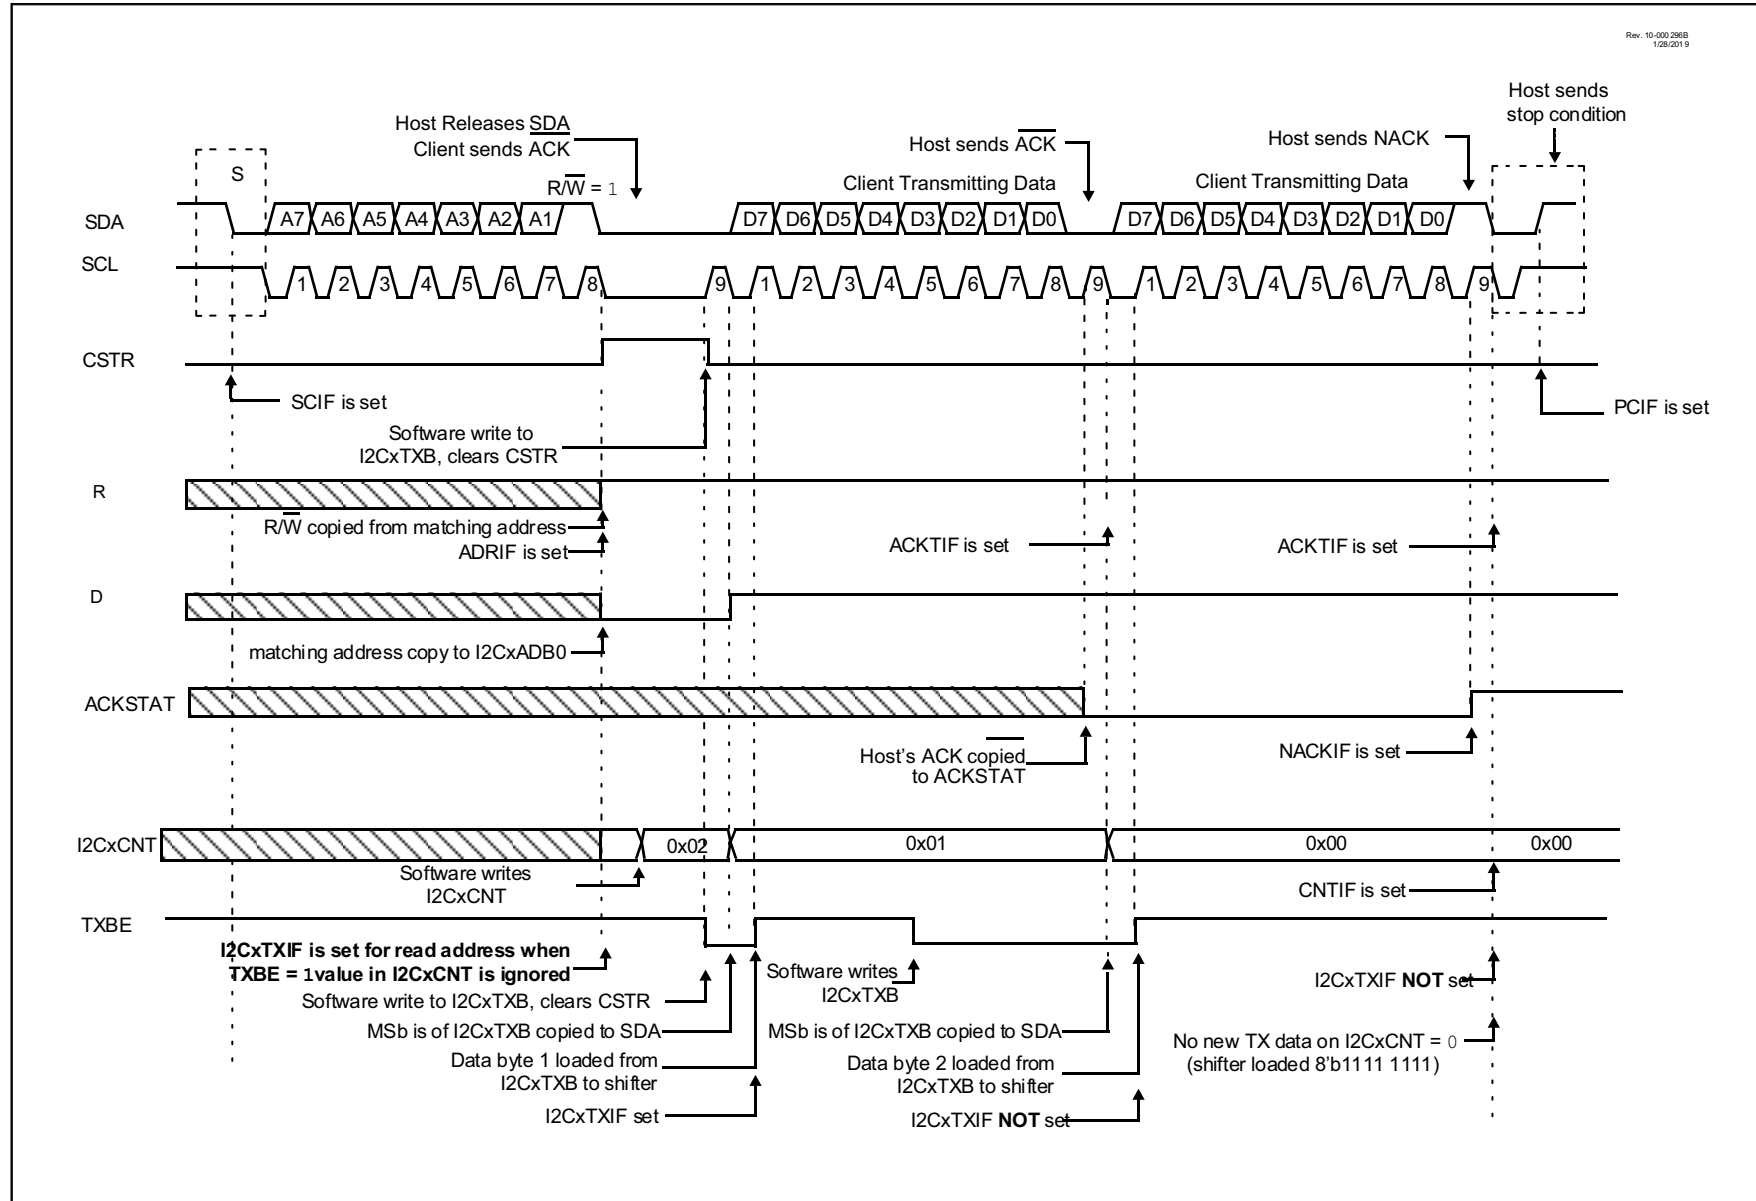 Rev. 10-000 296B
1/28/201 9
Host sends
stop condition
Host Releases SDA
Client sends ACK
Host sends ACK
Host sends NACK
S
R/W = 1
Client Transmitting Data
Client Transmitting Data
SDA
A7 A6 A5 A4 A3 A2 A1 D7 D6 D5 D4 D3 D2 D1 D0 D7 D6 D5 D4 D3 D2 D1 D0
SCL
1 2 3 4 5 6 7 8 9 1 2 3 4 5 6 7 8 9 1 2 3 4 5 6 7 8 9
CSTR
SCIF is set
PCIF is set
Software write to
I2CxTXB, clears CSTR
R
R/W copied from matching address
ADRIF is set
ACKTIF is set
ACKTIF is set
D
matching address copy to I2CxADB0
ACKSTAT
Host's ACK copied
to ACKSTAT
NACKIF is set
I2CxCNT
0x02 0x01 0x00 0x00
Software writes
I2CxCNT
CNTIF is set
TXBE
I2CxTXIF is set for read address when
TXBE = 1 value in I2CxCNT is ignored
Software write to I2CxTXB, clears CSTR
MSb is of I2CxTXB copied to SDA
Data byte 1 loaded from
I2CxTXB to shifter
I2CxTXIF set
Software writes
I2CxTXB
MSb is of I2CxTXB copied to SDA
Data byte 2 loaded from
I2CxTXB to shifter
I2CxTXIF NOT set
I2CxTXIF NOT set
No new TX data on I2CxCNT = 0
(shifter loaded 8'b1111 1111)